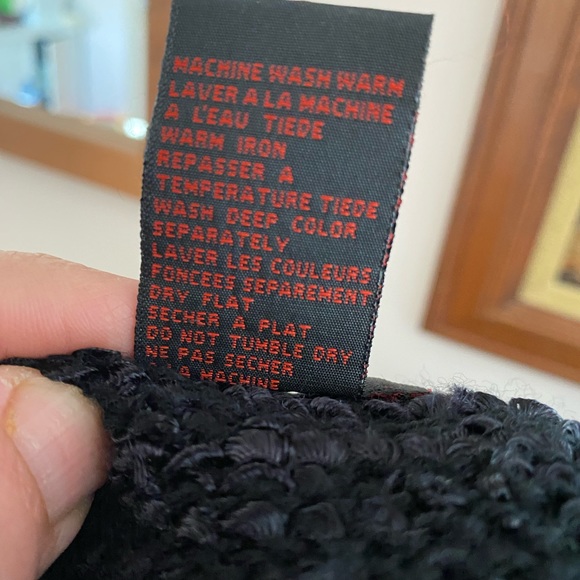 MACHINE WASH WARM
LAVER A LA MACHINE
A L'EAU TIEDE
WARM IRON
REPASSER A
TEMPERATURE TIEDE
WASH DEEP COLOR
SEPARATELY
LAVER LES COULEURS
FONCEES SEPAREMENT
DRY FLAT
SECHER A PLAT
DO NOT TUMBLE DRY
NE PAS SECHER
A MACHINE